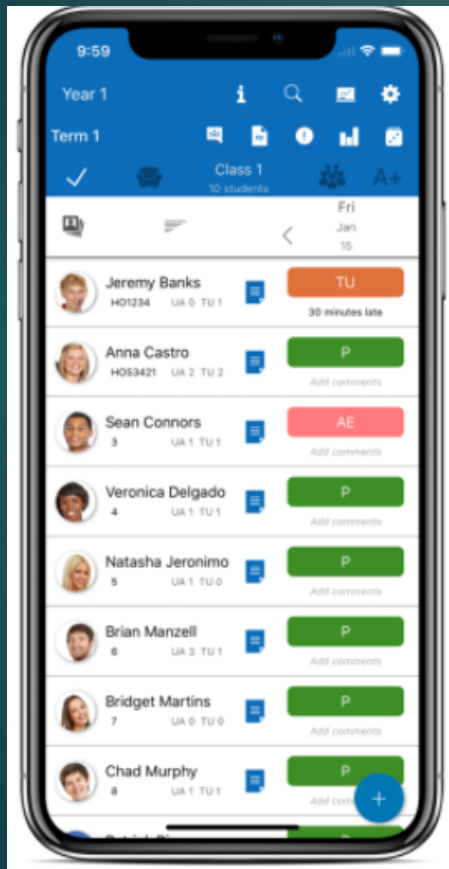 9:59
Year 1
Term 1
Class 1
10 students
A+
Fri
Jan
15
Jeremy Banks
HO1234 UA 0 TU 1
TU
30 minutes late
Anna Castro
HO53421 UA 2 TU 2
P
Add comments
Sean Connors
3 UA 1 TU 1
AE
Add comments
Veronica Delgado
4 UA 1 TU 1
P
Add comments
Natasha Jeronimo
5 UA 1 TU 0
P
Add comments
Brian Manzell
6 UA 3 TU 1
P
Add comments
Bridget Martins
7 UA 0 TU 0
P
Add comments
Chad Murphy
8 UA 1 TU 1
P
Add
P